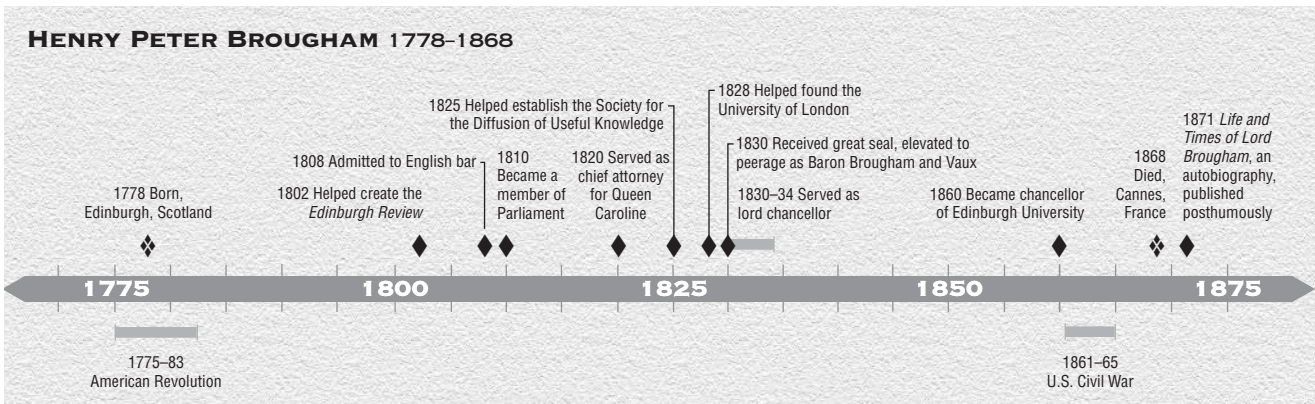 HENRY PETER BROUGHAM 1778–1868
1778 Born,
Edinburgh, Scotland
1802 Helped create the
Edinburgh Review
1808 Admitted to English bar
1810
Became a
member of
Parliament
1820 Served as
chief attorney
for Queen
Caroline
1825 Helped establish the Society for
the Diffusion of Useful Knowledge
1828 Helped found the
University of London
1830 Received great seal, elevated to
peerage as Baron Brougham and Vaux
1830–34 Served as
lord chancellor
1860 Became chancellor
of Edinburgh University
1868
Died,
Cannes,
France
1871 Life and
Times of Lord
Brougham, an
autobiography,
published
posthumously
1775
1800
1825
1850
1875
1775–83
American Revolution
1861–65
U.S. Civil War